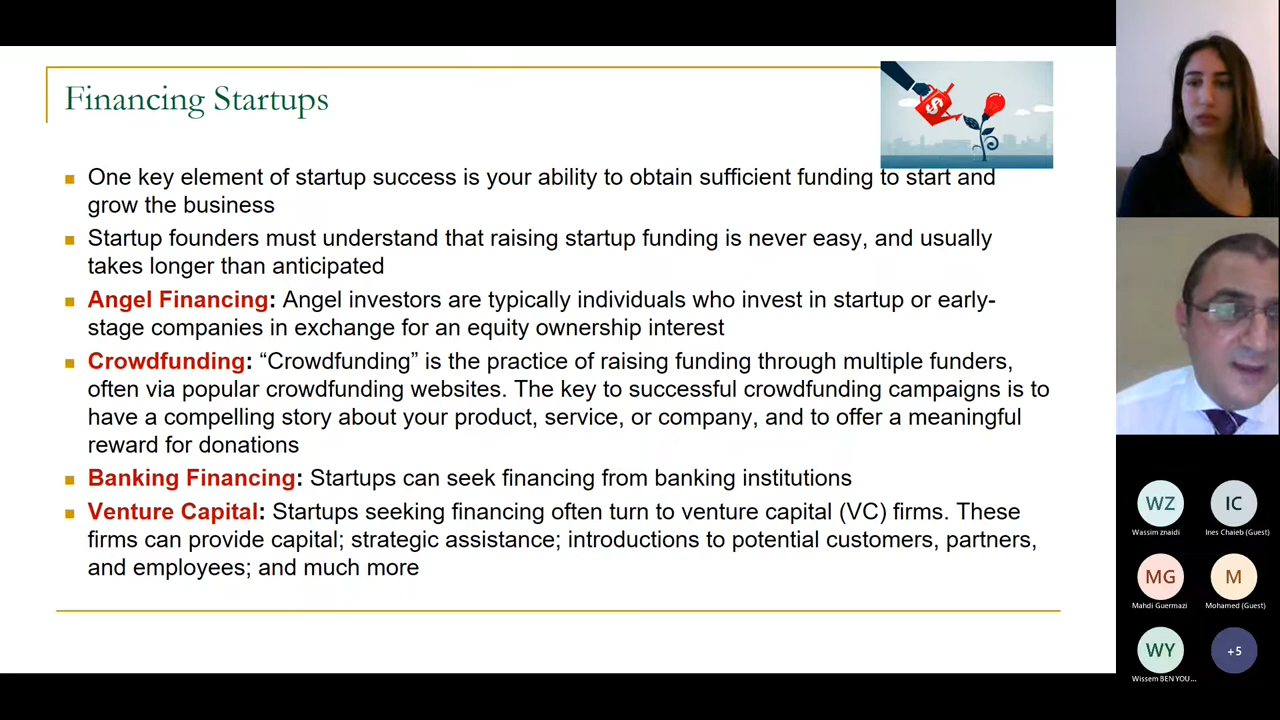 Financing Startups
$
One key element of startup success is your ability to obtain sufficient funding to start and
grow the business
Startup founders must understand that raising startup funding is never easy, and usually
takes longer than anticipated
Angel Financing: Angel investors are typically individuals who invest in startup or early-
stage companies in exchange for an equity ownership interest
Crowdfunding: “Crowdfunding” is the practice of raising funding through multiple funders,
often via popular crowdfunding websites. The key to successful crowdfunding campaigns is to
have a compelling story about your product, service, or company, and to offer a meaningful
reward for donations
Banking Financing: Startups can seek financing from banking institutions
Venture Capital: Startups seeking financing often turn to venture capital (VC) firms. These
firms can provide capital; strategic assistance; introductions to potential customers, partners,
and employees; and much more
WZ IC
Wassim znaidi Ines Chaieb (Guest)
MG M
Mahdi Guermazi Mohamed (Guest)
WY +5
Wissem BEN YOU...